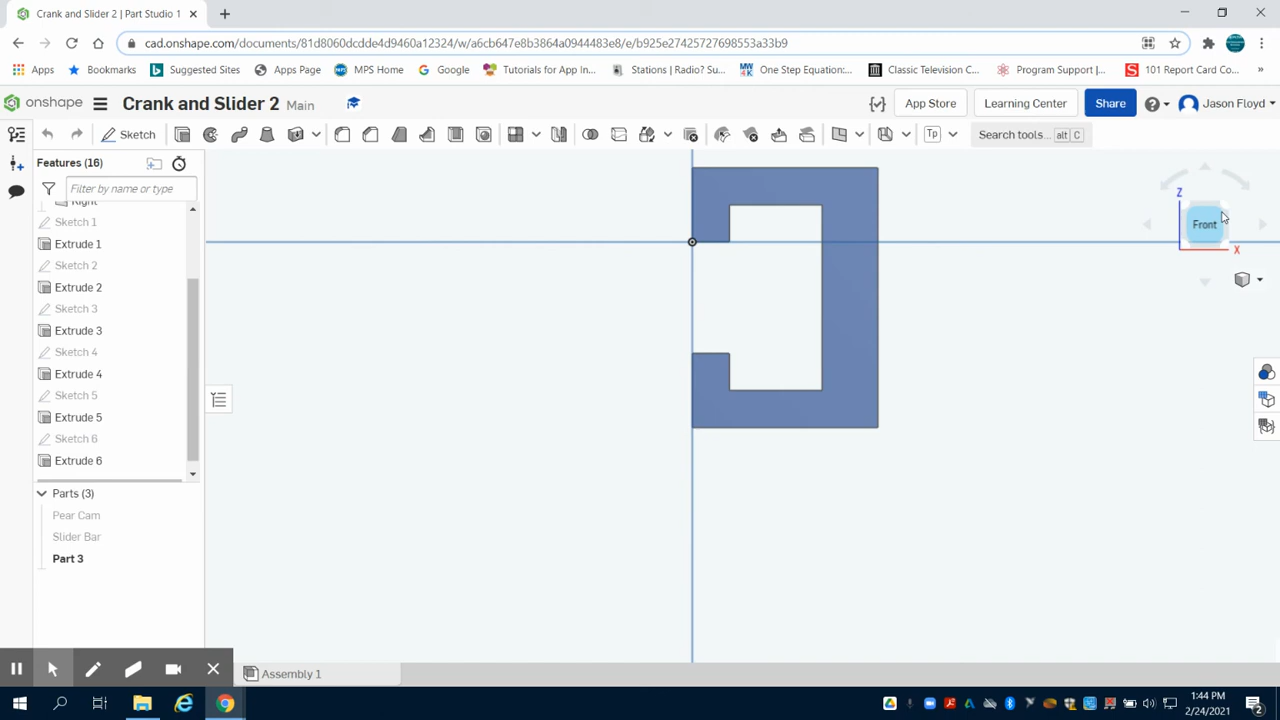 Crank and Slider 2 | Part Studio 1
cad.onshape.com/documents/81d8060dcdde4d9460a12324/w/a6cb647e8b3864a0944483e8/e/b925e27425727698553a33b9
Apps Bookmarks Suggested Sites Apps Page MPS Home Google Tutorials for App In... Stations | Radio? Su... One Step Equation:... Classic Television C... Program Support |... 101 Report Card Co... »
onshape Crank and Slider 2 Main App Store Learning Center Share Jason Floyd
Sketch Tp Search tools... alt C
Features (16)
Filter by name or type
Right
Sketch 1
Extrude 1
Sketch 2
Extrude 2
Sketch 3
Extrude 3
Sketch 4
Extrude 4
Sketch 5
Extrude 5
Sketch 6
Extrude 6
Parts (3)
Pear Cam
Slider Bar
Part 3
Z
Front
X
Assembly 1
1:44 PM
2/24/2021
2